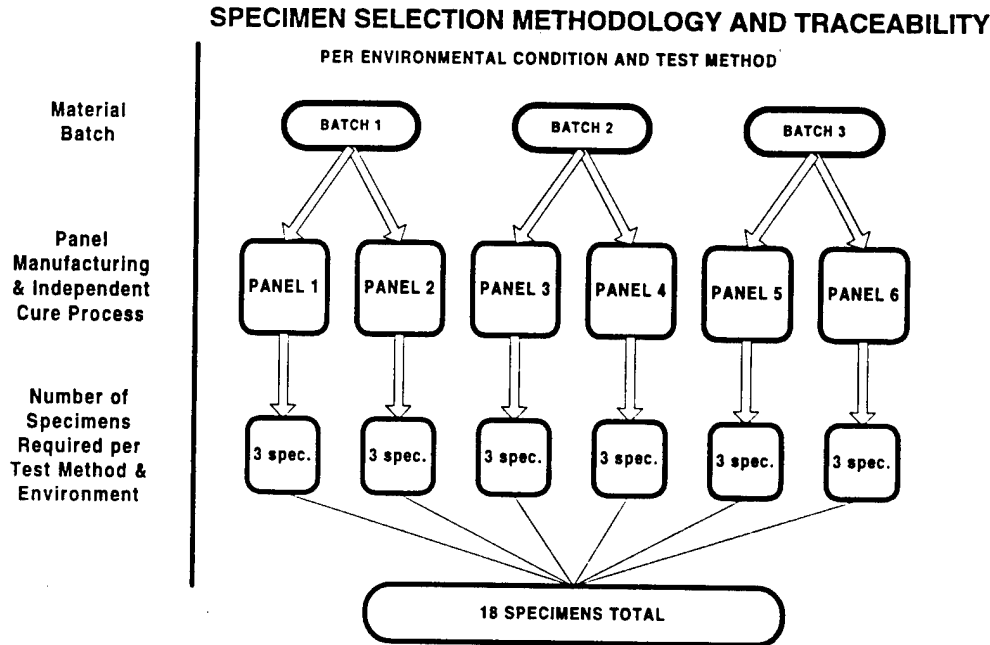 SPECIMEN SELECTION METHODOLOGY AND TRACEABILITY
PER ENVIRONMENTAL CONDITION AND TEST METHOD
Material
Batch
BATCH 1
BATCH 2
BATCH 3
Panel
Manufacturing
& Independent
Cure Process
PANEL 1
PANEL 2
PANEL 3
PANEL 4
PANEL 5
PANEL 6
Number of
Specimens
Required per
Test Method &
Environment
3 spec.
3 spec.
3 spec.
3 spec.
3 spec.
3 spec.
18 SPECIMENS TOTAL